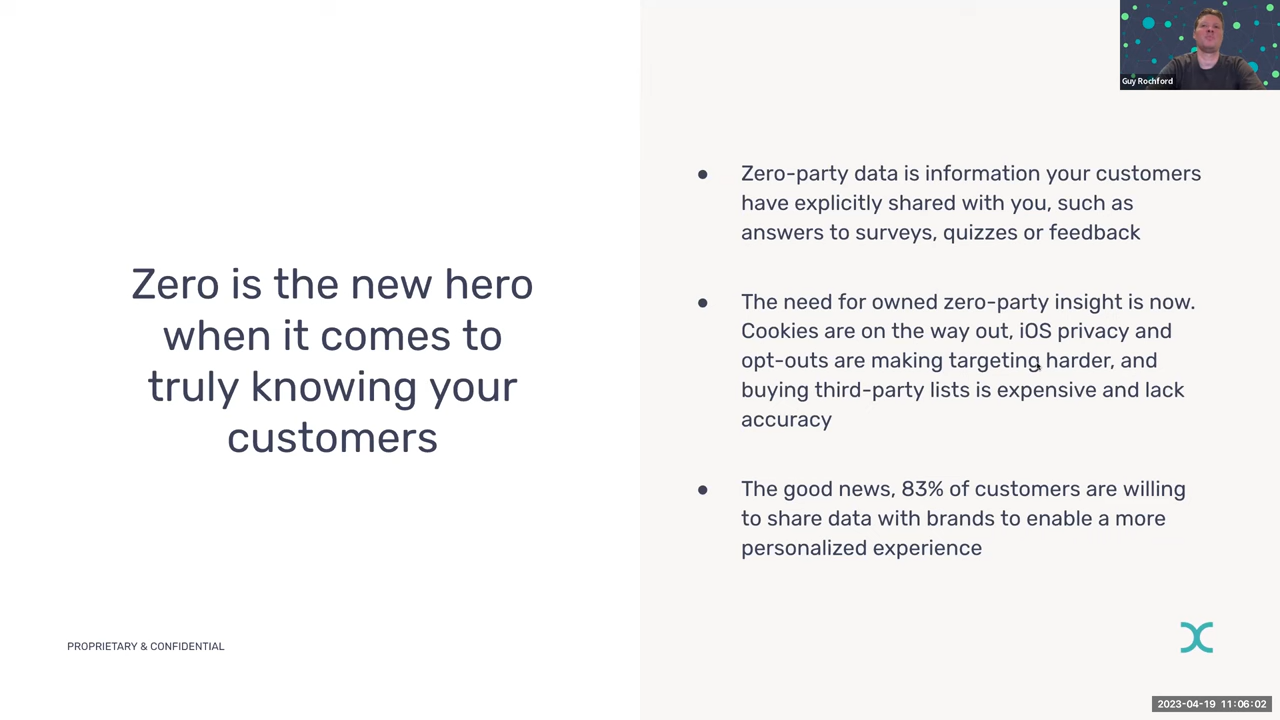 Guy Rochford
Zero is the new hero
when it comes to
truly knowing your
customers
● Zero-party data is information your customers
have explicitly shared with you, such as
answers to surveys, quizzes or feedback
● The need for owned zero-party insight is now.
Cookies are on the way out, iOS privacy and
opt-outs are making targeting harder, and
buying third-party lists is expensive and lack
accuracy
● The good news, 83% of customers are willing
to share data with brands to enable a more
personalized experience
PROPRIETARY & CONFIDENTIAL
2023-04-19 11:06:02